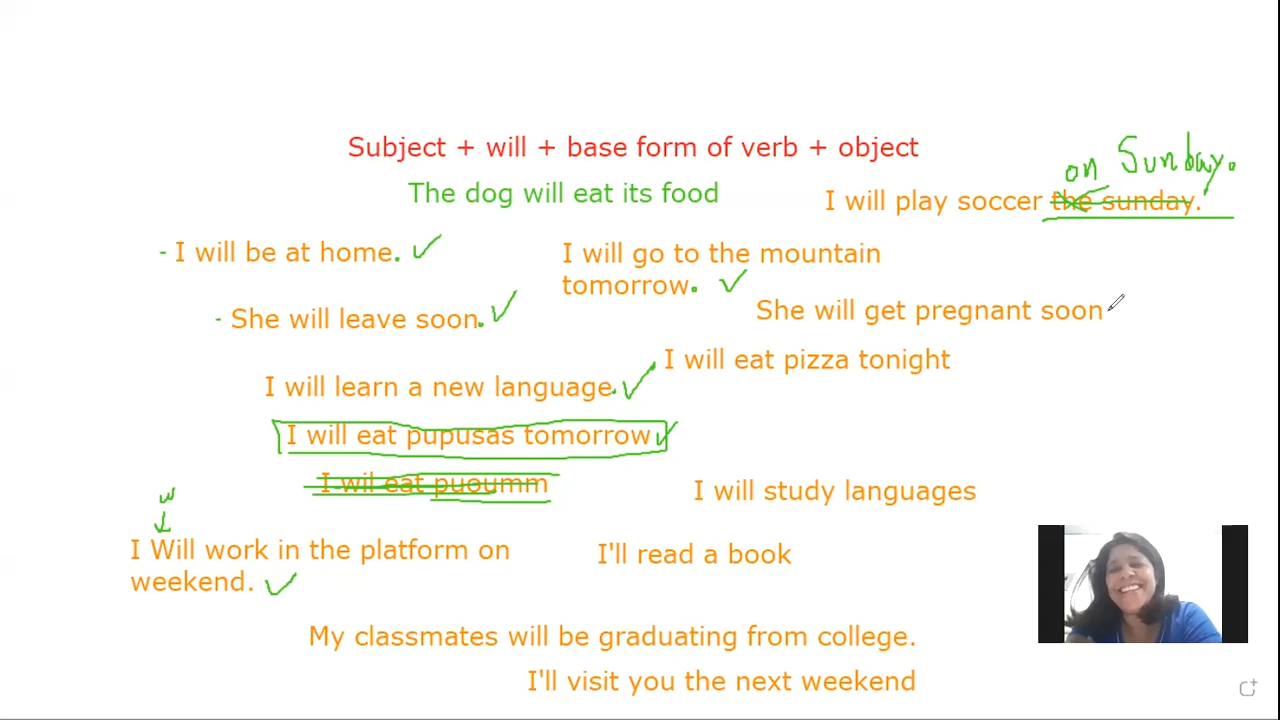 Subject + will + base form of verb + object
on Sunday.
The dog will eat its food
I will play soccer the sunday.
- I will be at home.
I will go to the mountain
tomorrow.
- She will leave soon.
She will get pregnant soon
I will eat pizza tonight
I will learn a new language.
I will eat pupusas tomorrow
I wil eat puoumm
w
I will study languages
I Will work in the platform on
weekend.
I'll read a book
My classmates will be graduating from college.
I'll visit you the next weekend